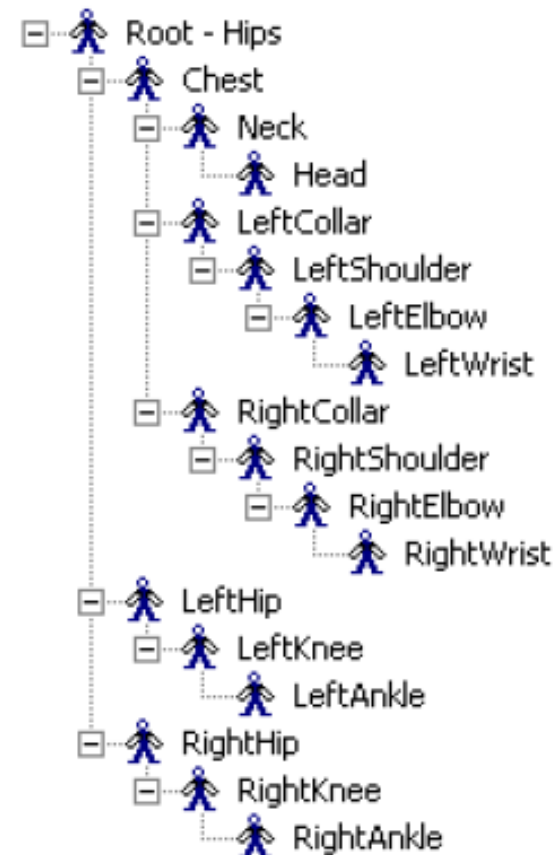 Root - Hips
Chest
Neck
Head
LeftCollar
LeftShoulder
LeftElbow
LeftWrist
RightCollar
RightShoulder
RightElbow
RightWrist
LeftHip
LeftKnee
LeftAnkle
RightHip
RightKnee
RightAnkle